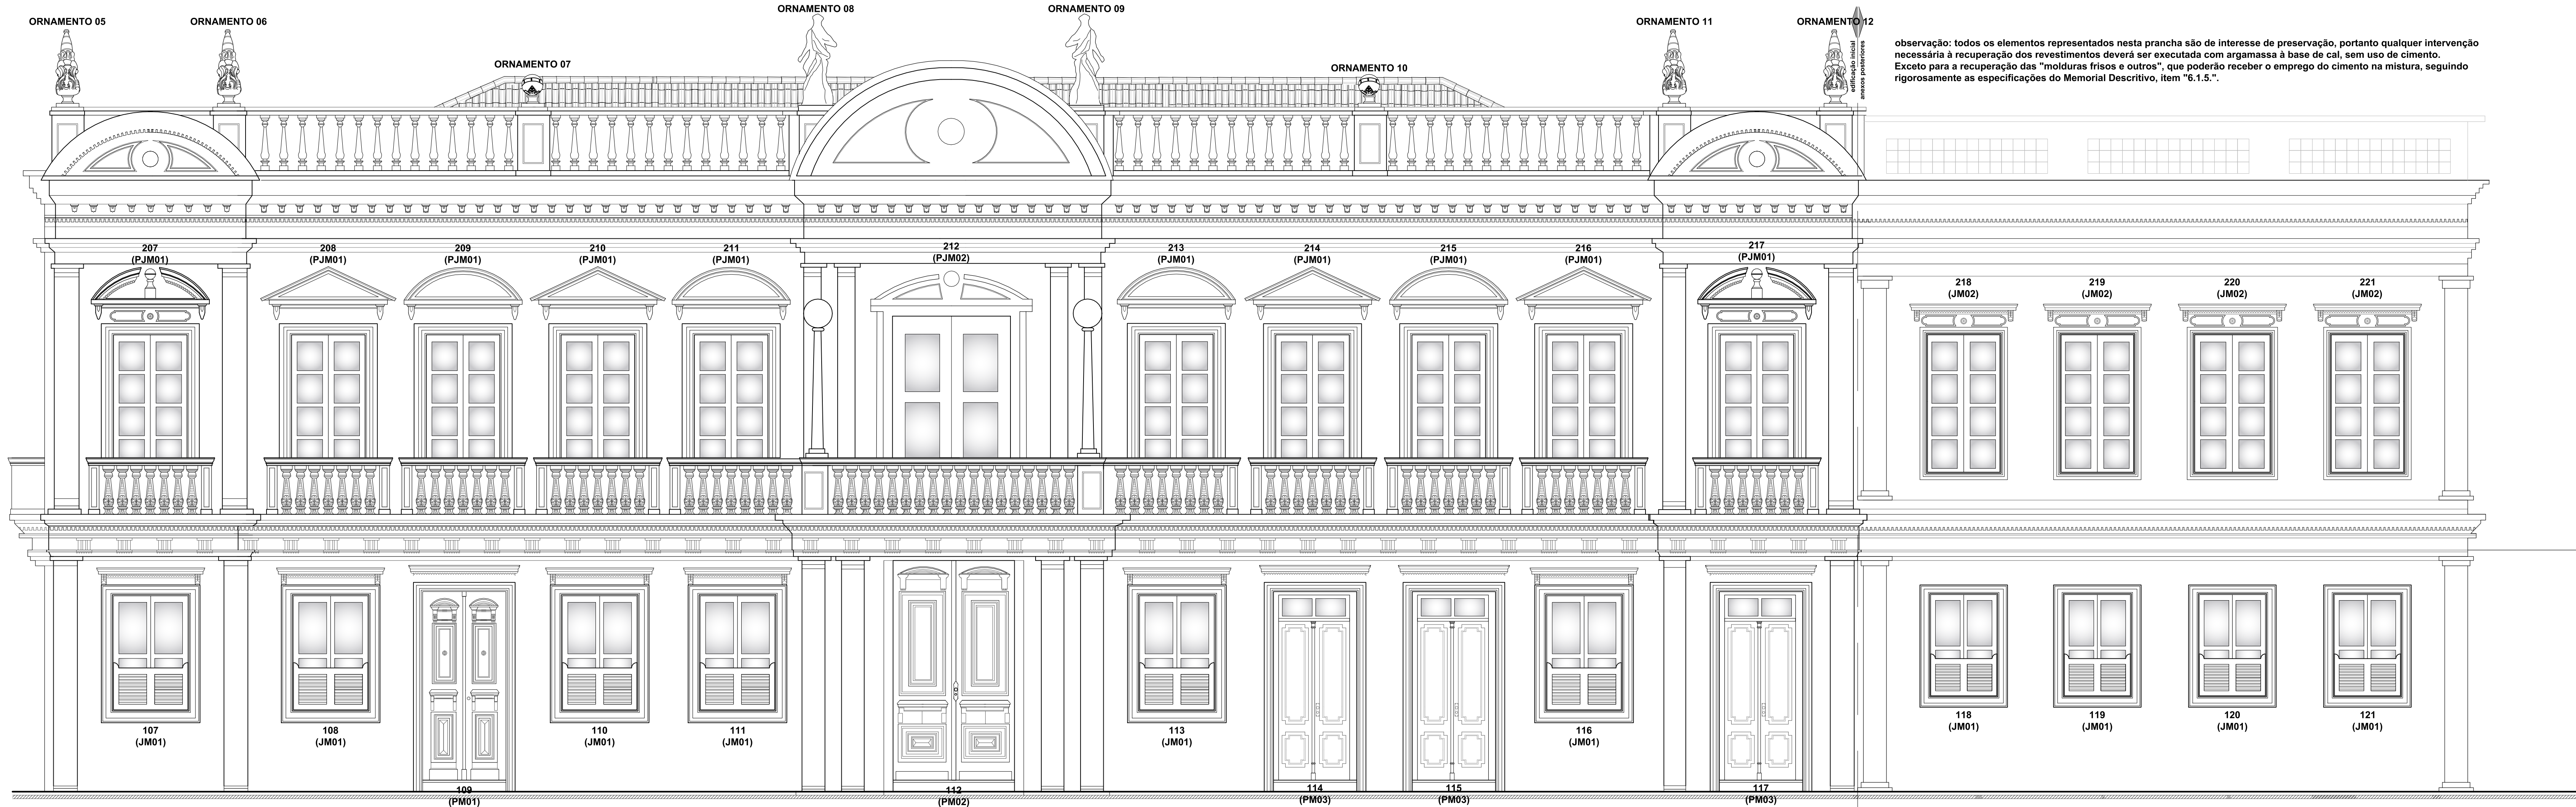 ORNAMENTO 05
ORNAMENTO 06
ORNAMENTO 07
ORNAMENTO 08
ORNAMENTO 09
ORNAMENTO 10
ORNAMENTO 11
ORNAMENTO 12
edificação inicial
anexos posteriores
observação: todos os elementos representados nesta prancha são de interesse de preservação, portanto qualquer intervenção
necessária à recuperação dos revestimentos deverá ser executada com argamassa à base de cal, sem uso de cimento.
Exceto para a recuperação das "molduras frisos e outros", que poderão receber o emprego do cimento na mistura, seguindo
rigorosamente as especificações do Memorial Descritivo, item "6.1.5.".
207
(PJM01)
208
(PJM01)
209
(PJM01)
210
(PJM01)
211
(PJM01)
212
(PJM02)
213
(PJM01)
214
(PJM01)
215
(PJM01)
216
(PJM01)
217
(PJM01)
218
(JM02)
219
(JM02)
220
(JM02)
221
(JM02)
107
(JM01)
108
(JM01)
109
(PM01)
110
(JM01)
111
(JM01)
112
(PM02)
113
(JM01)
114
(PM03)
115
(PM03)
116
(JM01)
117
(PM03)
118
(JM01)
119
(JM01)
120
(JM01)
121
(JM01)